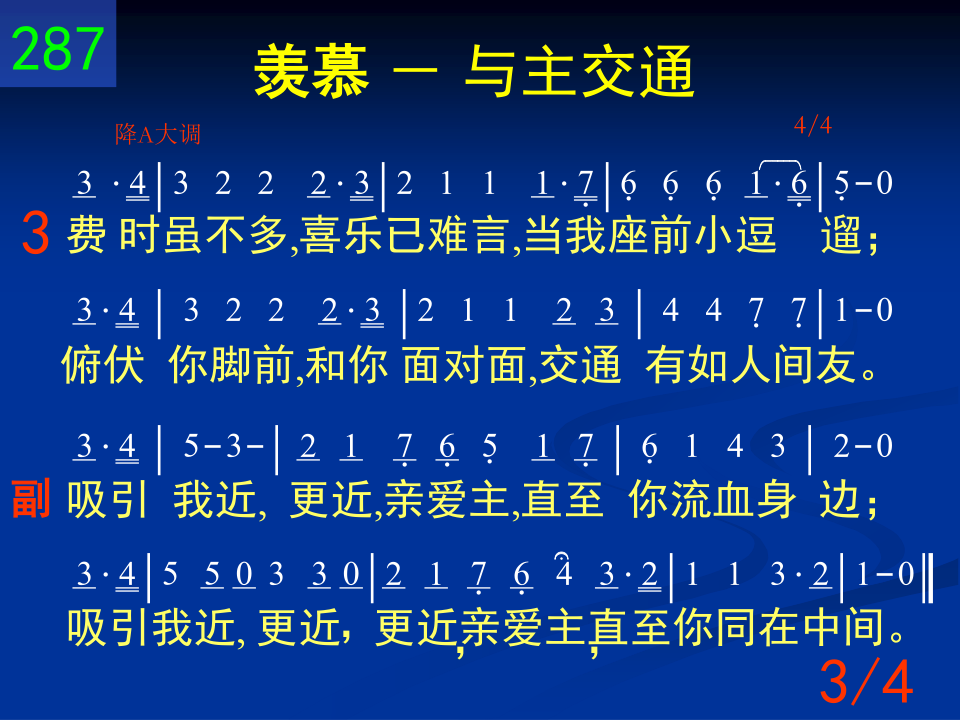 287
羡慕 － 与主交通
降A大调 4/4
3 · 4 | 3 2 2 2 · 3 | 2 1 1 1 · 7 | 6 6 6 1 · 6 | 5 - 0
3 费 时虽不多,喜乐已难言,当我座前小逗 遛；
3 · 4 | 3 2 2 2 · 3 | 2 1 1 2 3 | 4 4 7 7 | 1 - 0
俯伏 你脚前,和你 面对面,交通 有如人间友。
3 · 4 | 5 - 3 - | 2 1 7 6 5 1 7 | 6 1 4 3 | 2 - 0
副 吸引 我近, 更近,亲爱主,直至 你流血身 边；
3 · 4 | 5 5 0 3 3 0 | 2 1 7 6 4 3 · 2 | 1 1 3 · 2 | 1 - 0 ‖
吸引我近, 更近，更近,亲爱主,直至你同在中间。
3/4